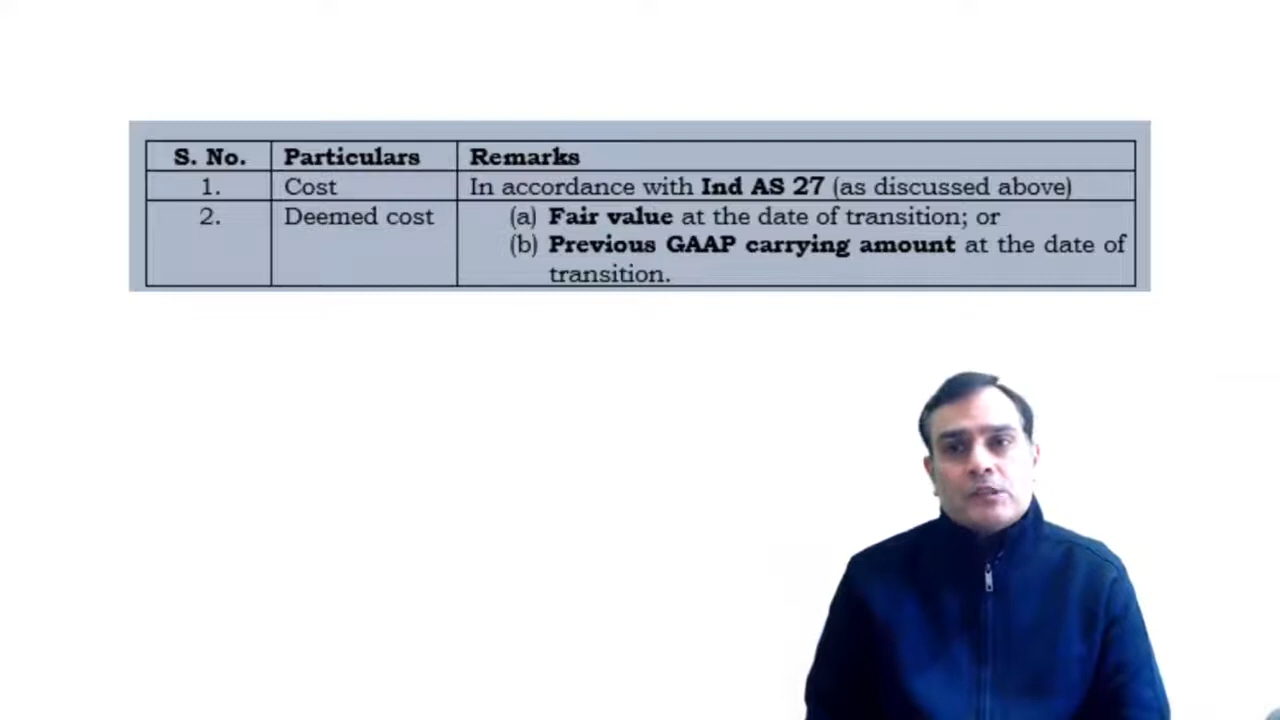 S. No. Particulars Remarks
1. Cost In accordance with Ind AS 27 (as discussed above)
2. Deemed cost (a) Fair value at the date of transition; or
(b) Previous GAAP carrying amount at the date of
transition.